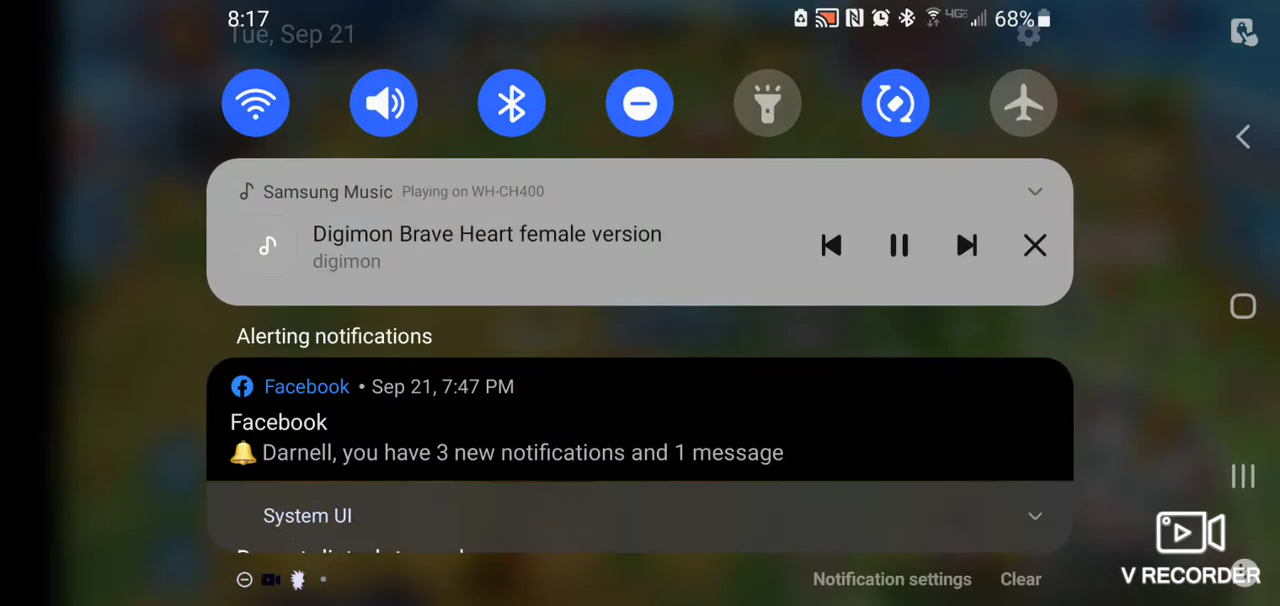 8:17
4GE
68%
Tue, Sep 21
Samsung Music Playing on WH-CH400
Digimon Brave Heart female version
digimon
Alerting notifications
Facebook • Sep 21, 7:47 PM
Facebook
🔔 Darnell, you have 3 new notifications and 1 message
System UI
Notification settings Clear
V RECORDER